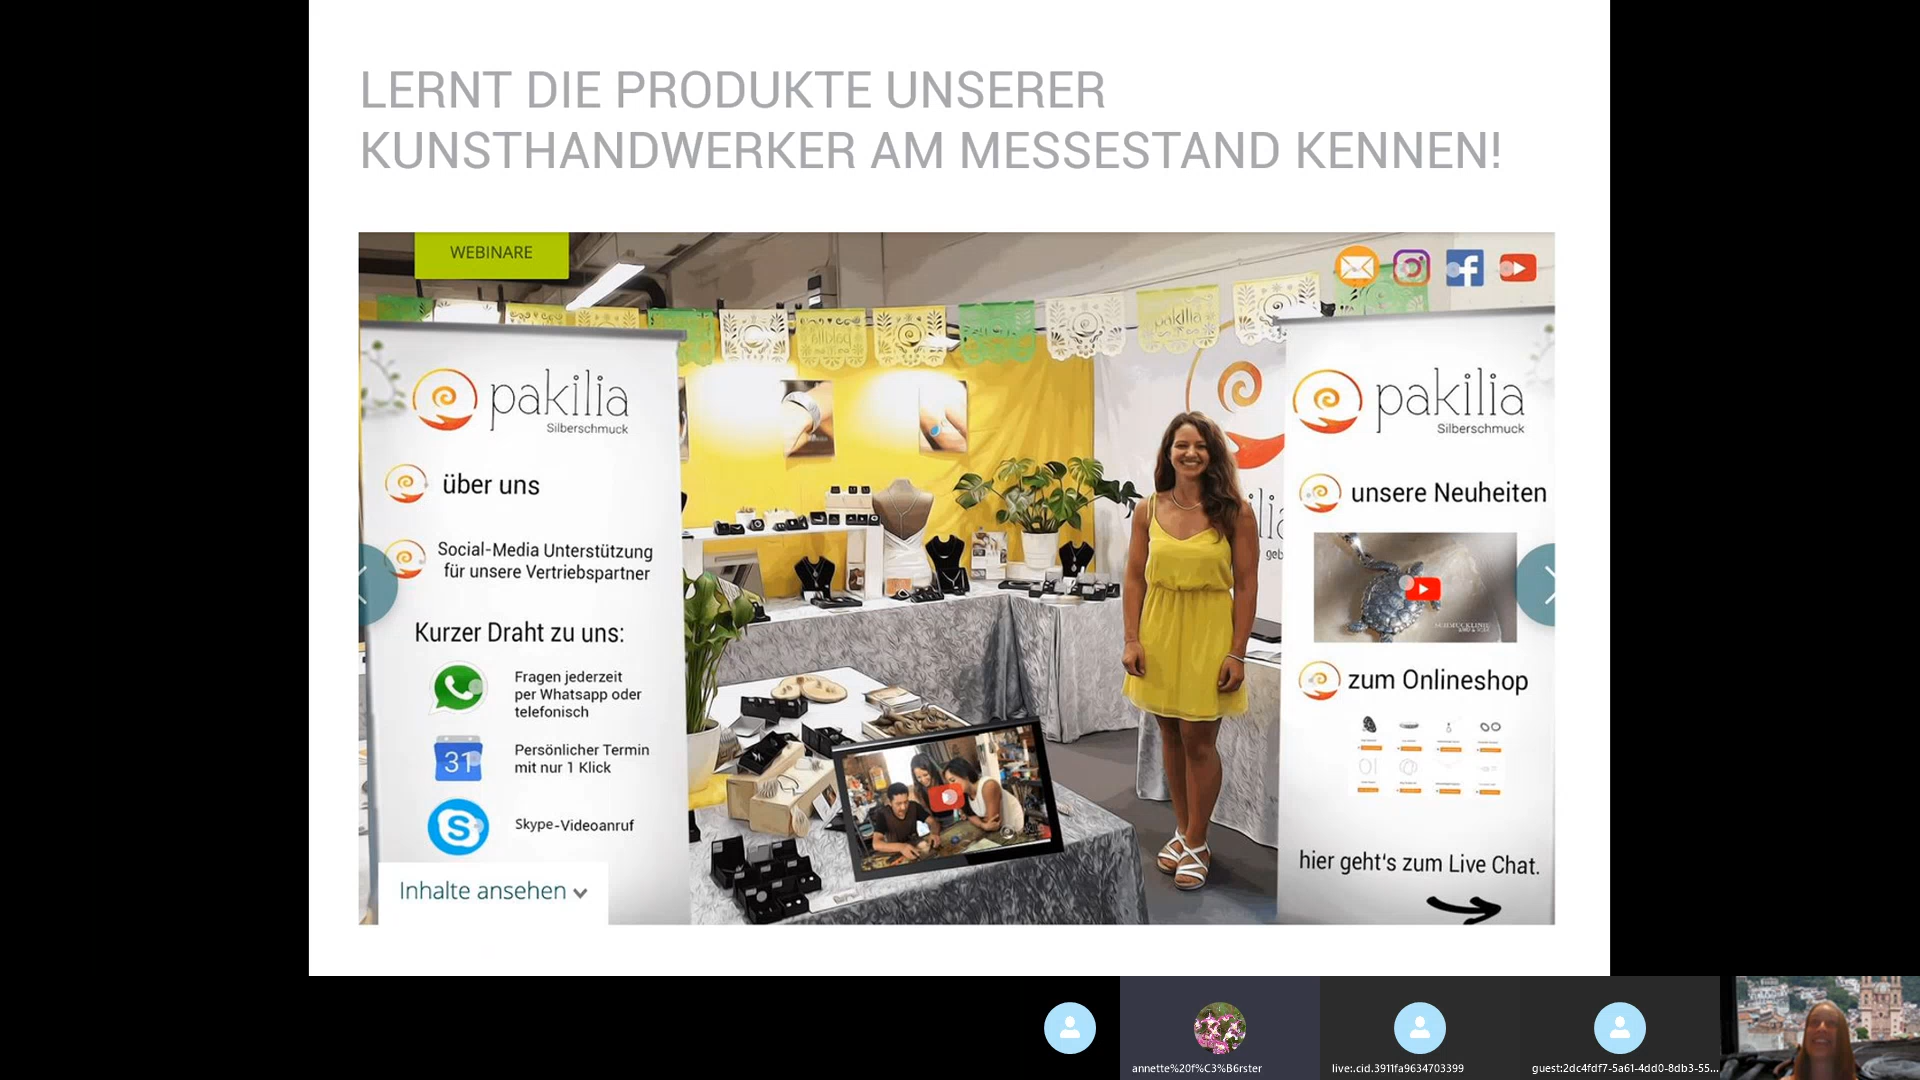 LERNT DIE PRODUKTE UNSERER
KUNSTHANDWERKER AM MESSESTAND KENNEN!
WEBINARE
pakilia
pakilia
Silberschmuck
über uns
Social-Media Unterstützung
für unsere Vertriebspartner
Kurzer Draht zu uns:
Fragen jederzeit
per Whatsapp oder
telefonisch
31
Persönlicher Termin
mit nur 1 Klick
S
Skype-Videoanruf
Inhalte ansehen
pakilia
Silberschmuck
unsere Neuheiten
zum Onlineshop
hier geht's zum Live Chat.
annette%20f%C3%B6rster
live:.cid.3911fa9634703399
guest:2dc4fdf7-5a61-4dd0-8db3-55...